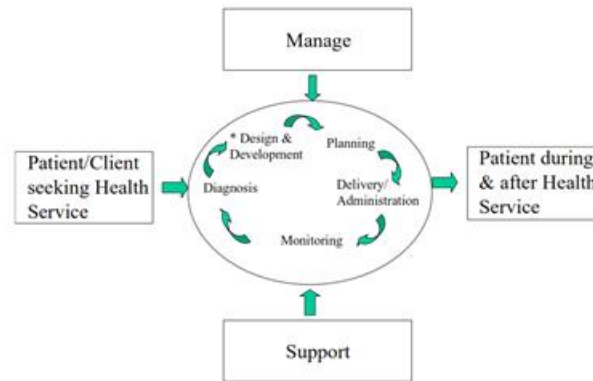 Manage
* Design &
Development
Planning
Patient/Client
seeking Health
Service
Diagnosis
Delivery/
Administration
Patient during
& after Health
Service
Monitoring
Support